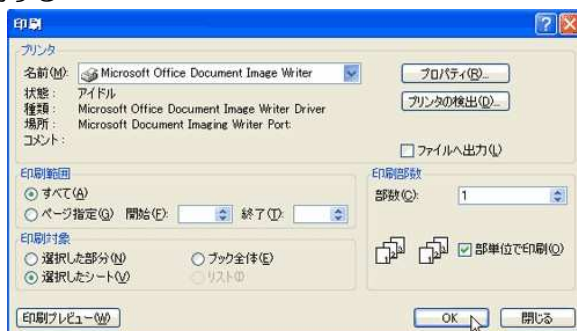 印刷
プリンタ
名前(M): Microsoft Office Document Image Writer プロパティ(R)...
状態： アイドル
種類： Microsoft Office Document Image Writer Driver プリンタの検出(D)...
場所： Microsoft Document Imaging Writer Port:
コメント： ファイルへ出力(L)
印刷範囲 印刷部数
すべて(A) 部数(C): 1
ページ指定(G) 開始(F): 終了(T):
印刷対象
選択した部分(N) ブック全体(E) 部単位で印刷(O)
選択したシート(V) リスト(I)
印刷プレビュー(W) OK 閉じる